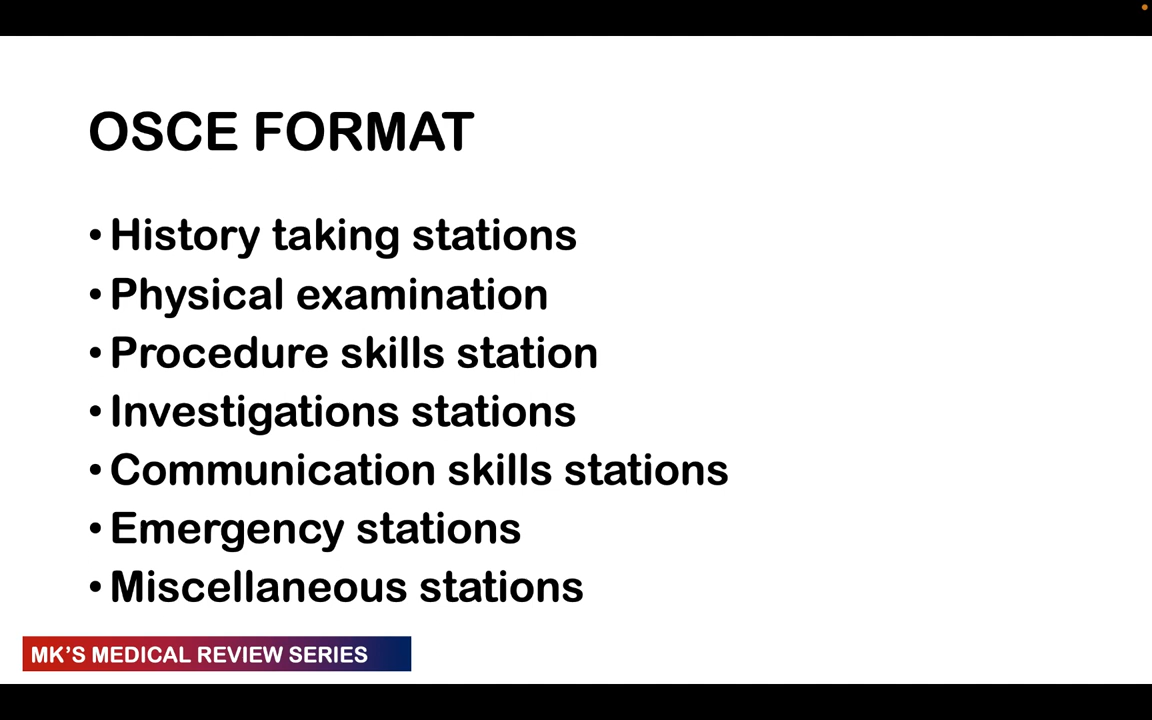 OSCE FORMAT
• History taking stations
• Physical examination
• Procedure skills station
• Investigations stations
• Communication skills stations
• Emergency stations
• Miscellaneous stations
MK'S MEDICAL REVIEW SERIES